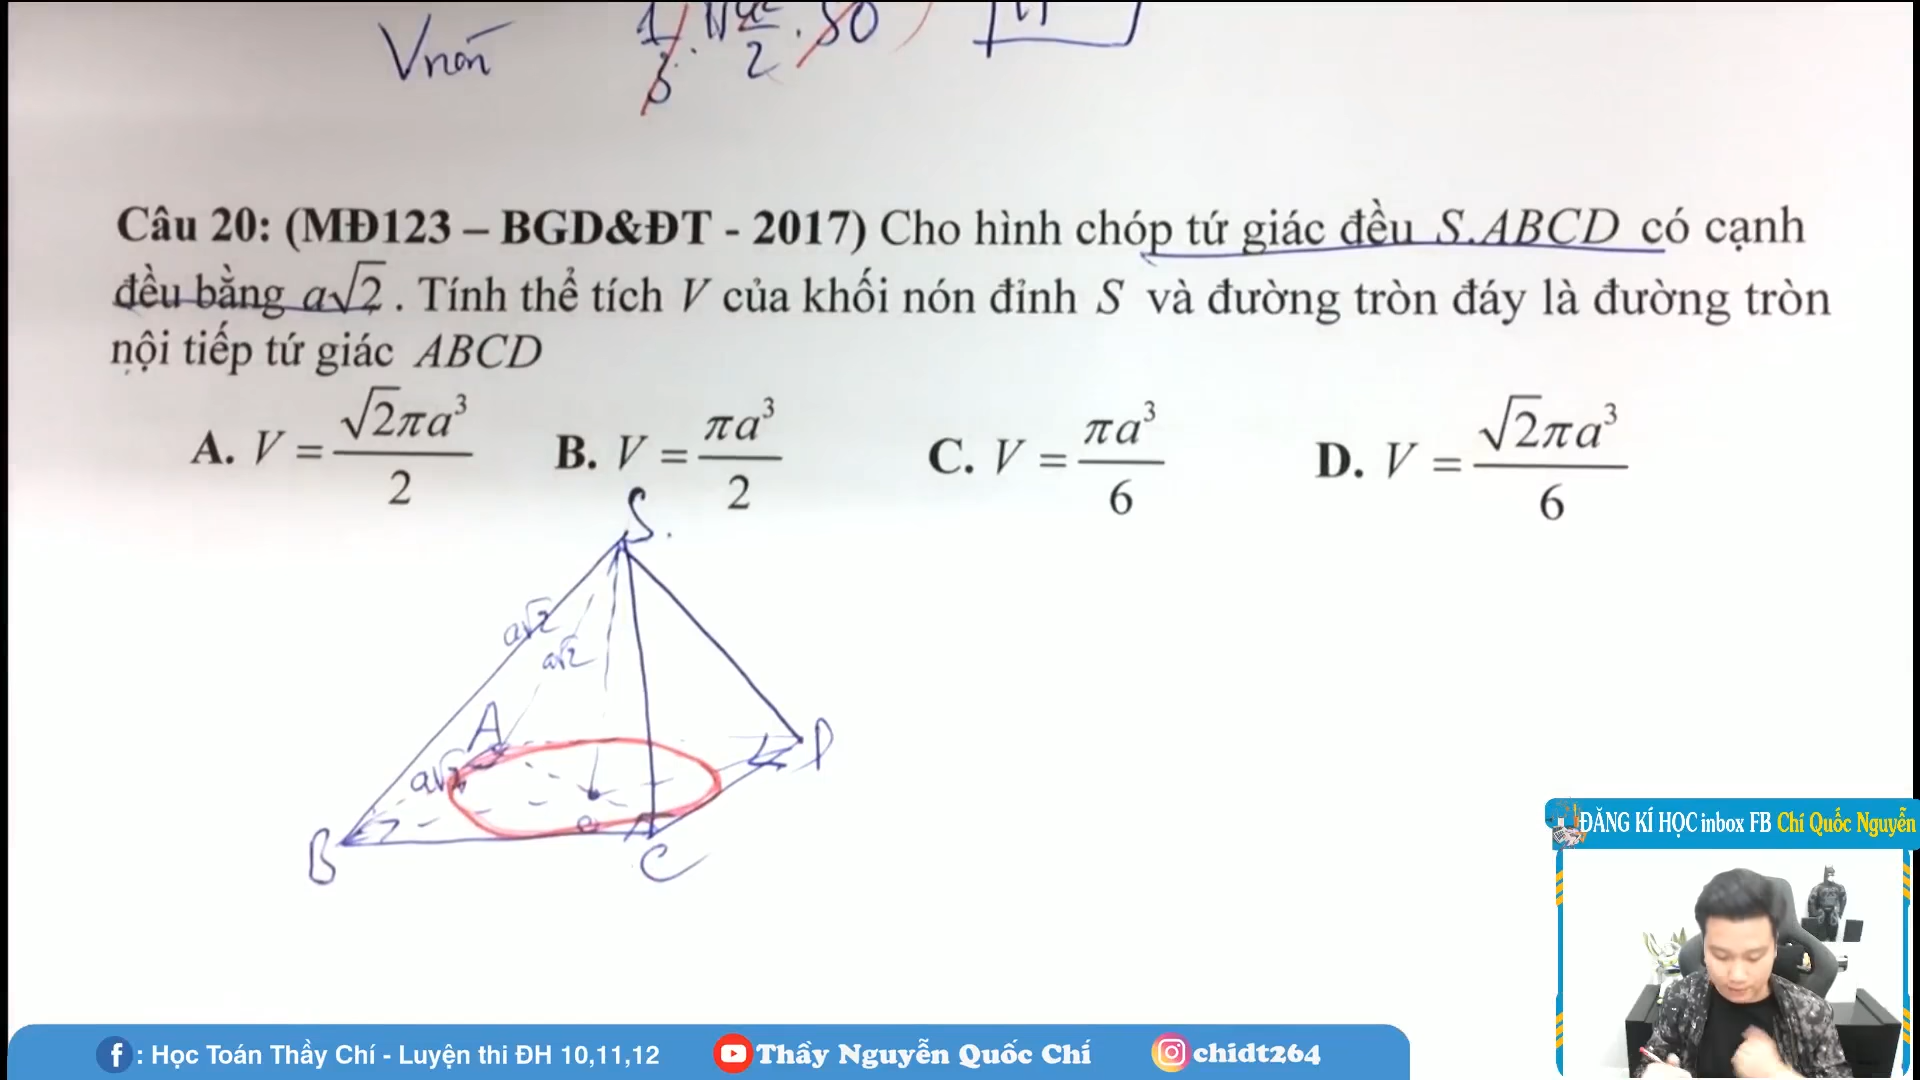 Vnón
1/3 · · 50
Câu 20: (MĐ123 – BGD&ĐT - 2017) Cho hình chóp tứ giác đều S.ABCD có cạnh
đều bằng a√2. Tính thể tích V của khối nón đỉnh S và đường tròn đáy là đường tròn
nội tiếp tứ giác ABCD
A. V = √2πa³/2 B. V = πa³/2 C. V = πa³/6 D. V = √2πa³/6
S.
a√2
a√2
A
D
a√2
B
C
ĐĂNG KÍ HỌC inbox FB Chí Quốc Nguyễn
: Học Toán Thầy Chí - Luyện thi ĐH 10,11,12 Thầy Nguyễn Quốc Chí chidt264